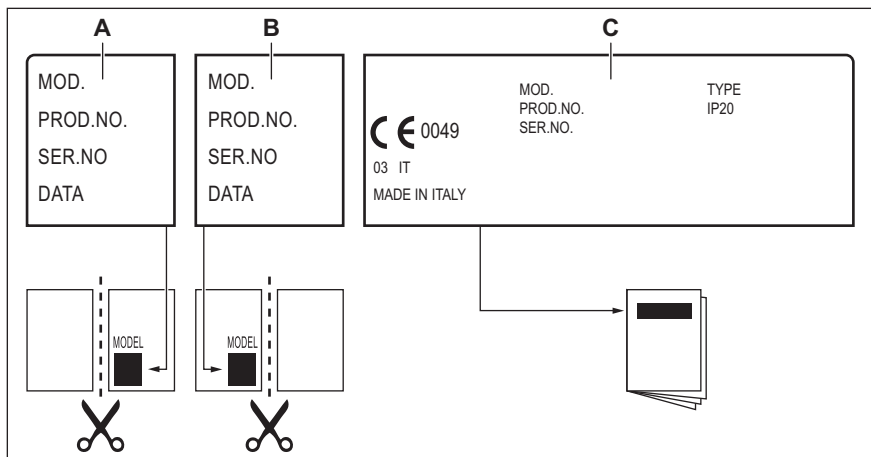 A
B
C
MOD.
PROD.NO.
SER.NO
DATA
MOD.
PROD.NO.
SER.NO
DATA
MOD.
PROD.NO.
SER.NO.
TYPE
IP20
CE 0049
03 IT
MADE IN ITALY
MODEL
MODEL